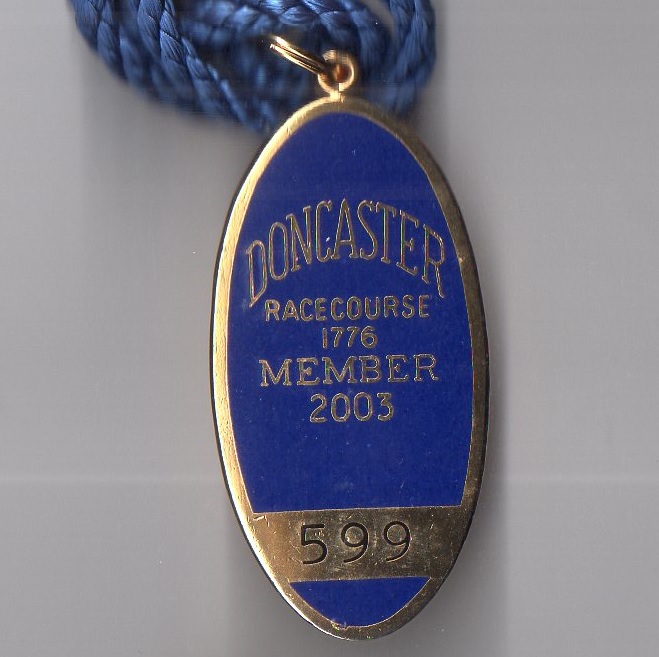 DONCASTER
RACECOURSE
1776
MEMBER
2003
599